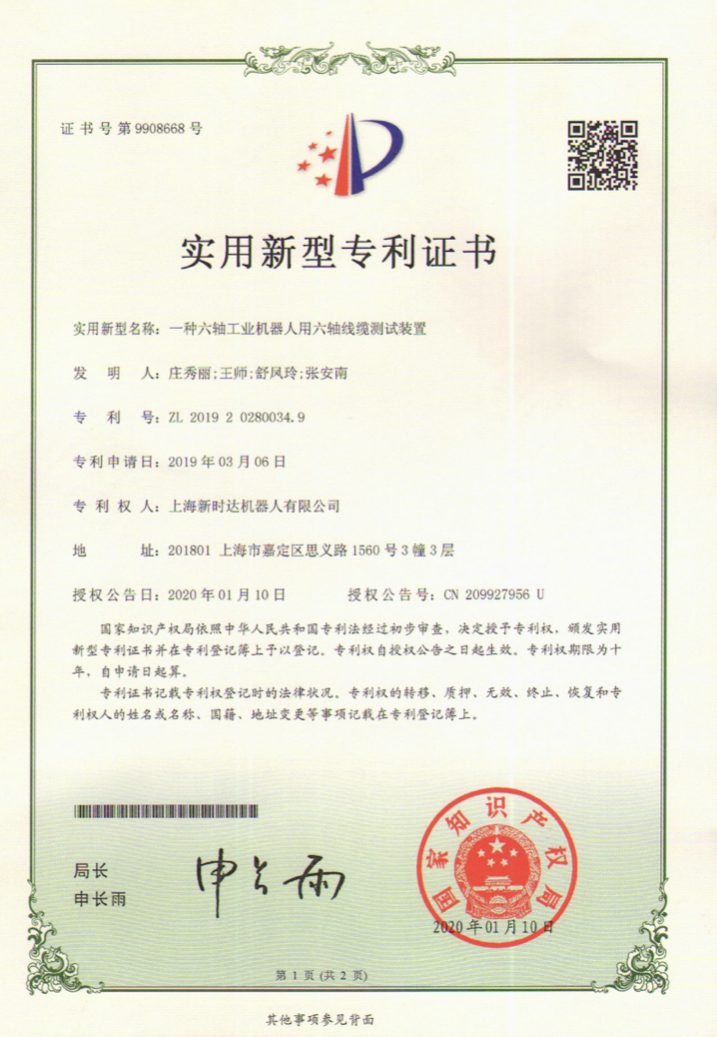 证书号第9908668号
实用新型专利证书
实用新型名称：一种六轴工业机器人用六轴线缆测试装置
发明人：庄秀丽;王师;舒风玲;张安南
专利号：ZL 2019 2 0280034.9
专利申请日：2019年03月06日
专利权人：上海新时达机器人有限公司
地址：201801 上海市嘉定区思义路1560号3幢3层
授权公告日：2020年01月10日 授权公告号：CN 209927956 U
国家知识产权局依照中华人民共和国专利法经过初步审查，决定授予专利权，颁发实用
新型专利证书并在专利登记簿上予以登记。专利权自授权公告之日起生效。专利权期限为十
年，自申请日起算。
专利证书记载专利权登记时的法律状况。专利权的转移、质押、无效、终止、恢复和专
利权人的姓名或名称、国籍、地址变更等事项记载在专利登记簿上。
局长
申长雨
申长雨
国家知识产权局
2020年01月10日
第 1 页 (共 2 页)
其他事项参见背面